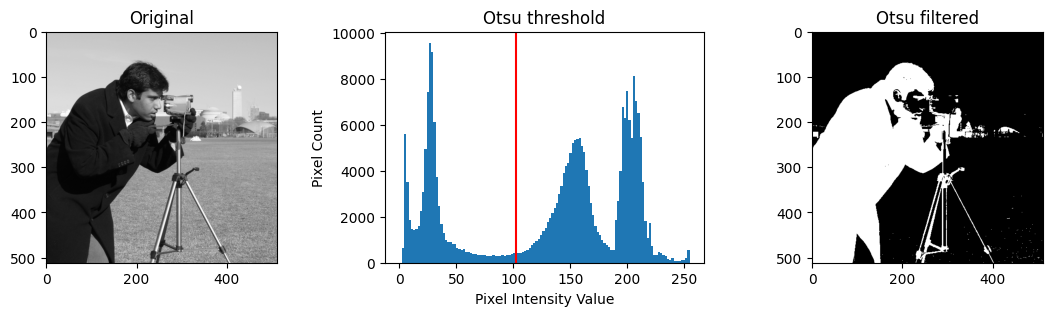 Original
0
100
200
300
400
500
0 200 400
Otsu threshold
Pixel Count
10000
8000
6000
4000
2000
0
0 50 100 150 200 250
Pixel Intensity Value
Otsu filtered
0
100
200
300
400
500
0 200 400